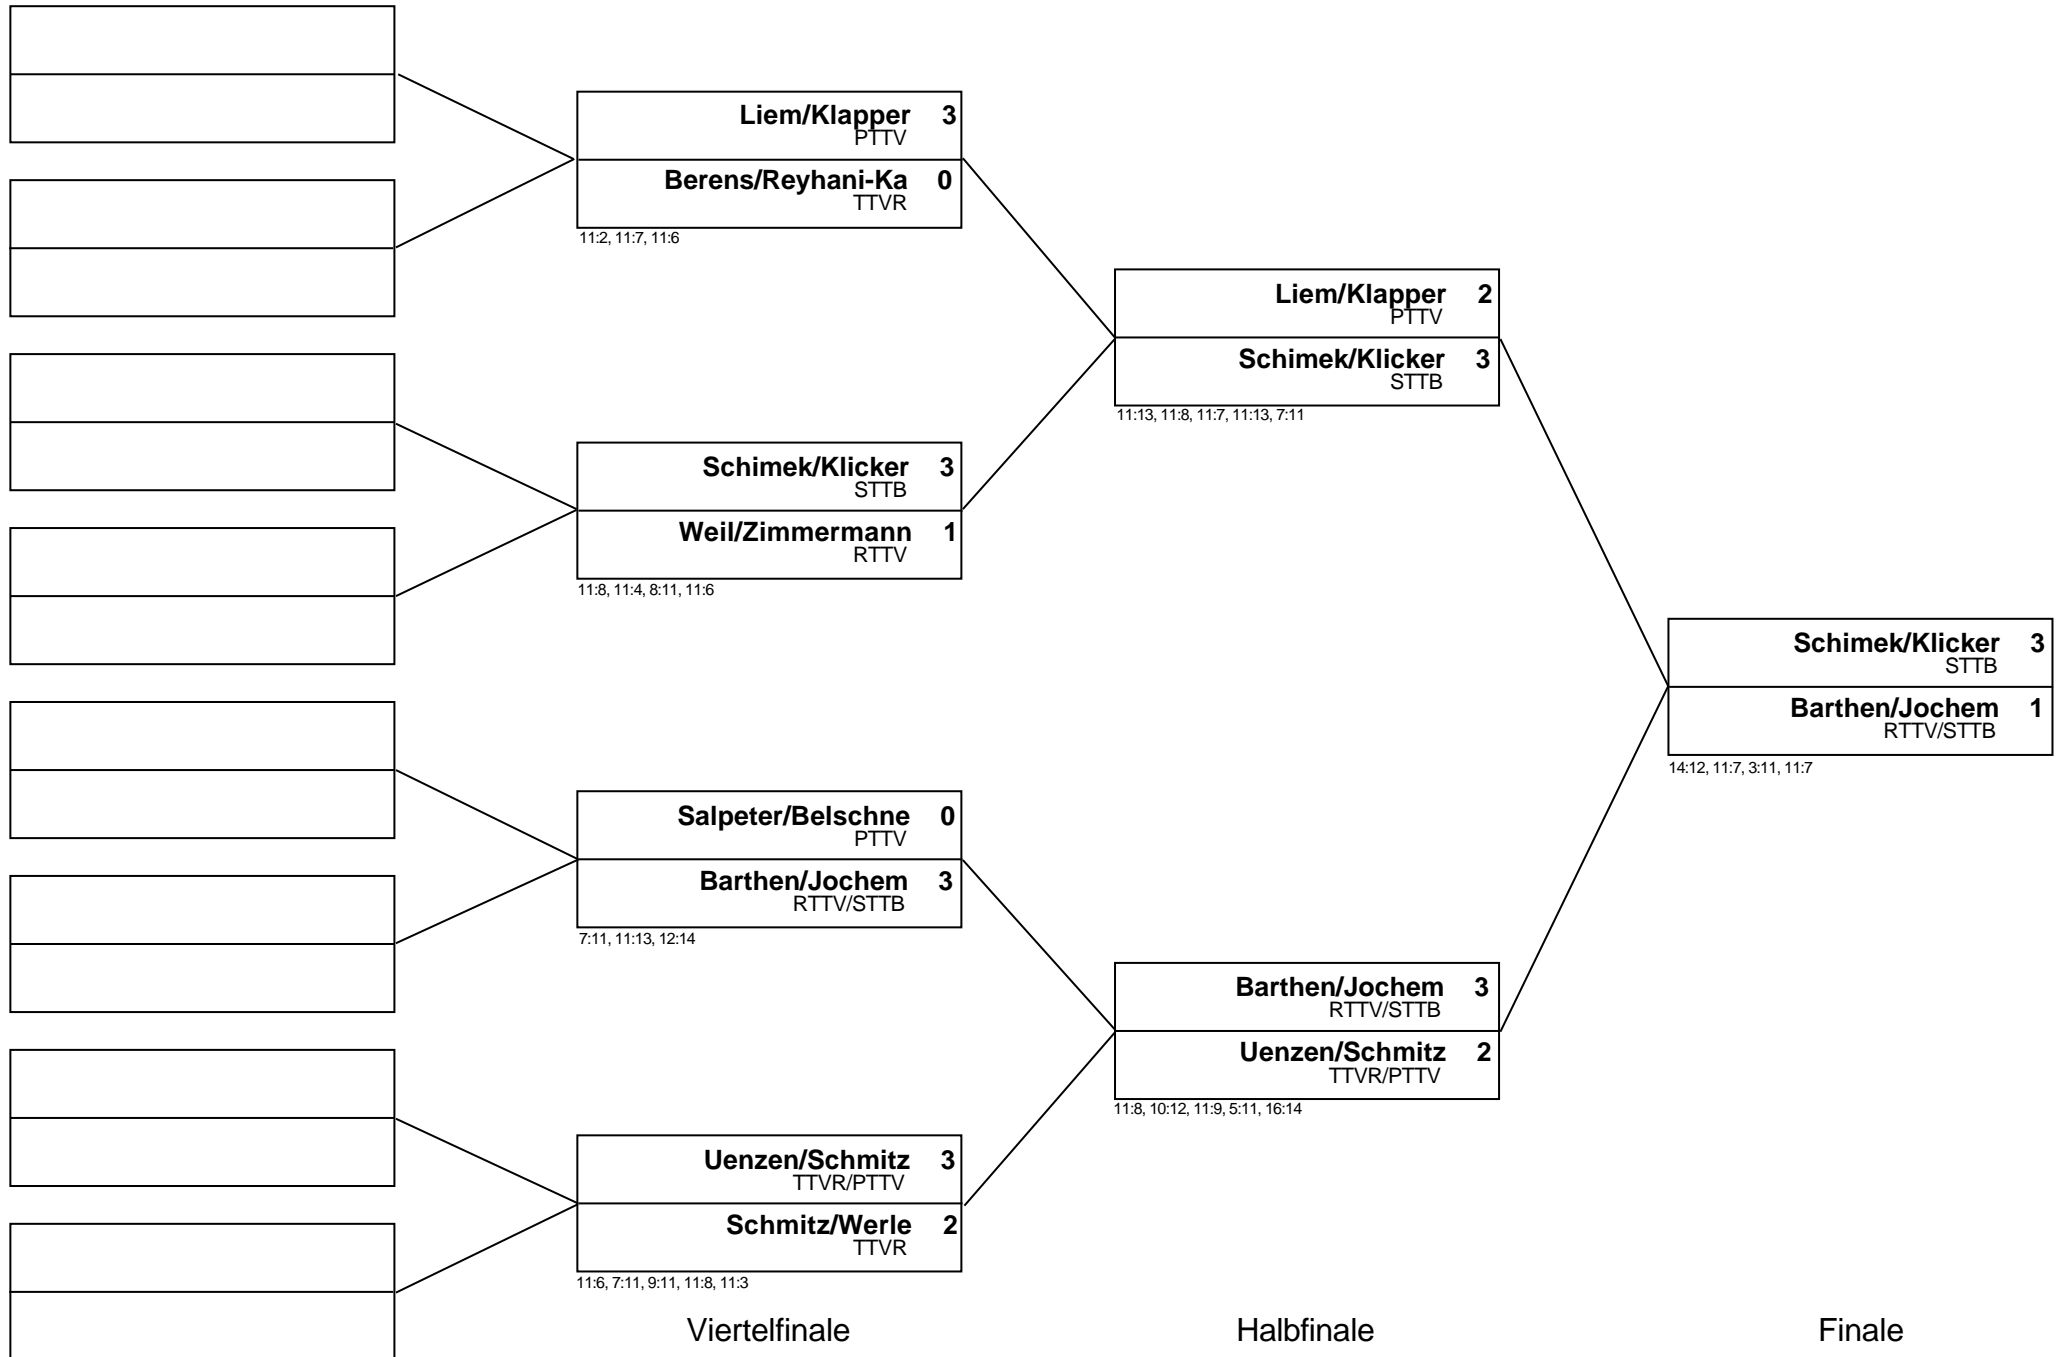 Liem/Klapper 3
PTTV
Berens/Reyhani-Ka 0
TTVR
11:2, 11:7, 11:6
Schimek/Klicker 3
STTB
Weil/Zimmermann 1
RTTV
11:8, 11:4, 8:11, 11:6
Salpeter/Belschne 0
PTTV
Barthen/Jochem 3
RTTV/STTB
7:11, 11:13, 12:14
Uenzen/Schmitz 3
TTVR/PTTV
Schmitz/Werle 2
TTVR
11:6, 7:11, 9:11, 11:8, 11:3
Viertelfinale
Liem/Klapper 2
PTTV
Schimek/Klicker 3
STTB
11:13, 11:8, 11:7, 11:13, 7:11
Barthen/Jochem 3
RTTV/STTB
Uenzen/Schmitz 2
TTVR/PTTV
11:8, 10:12, 11:9, 5:11, 16:14
Halbfinale
Schimek/Klicker 3
STTB
Barthen/Jochem 1
RTTV/STTB
14:12, 11:7, 3:11, 11:7
Finale